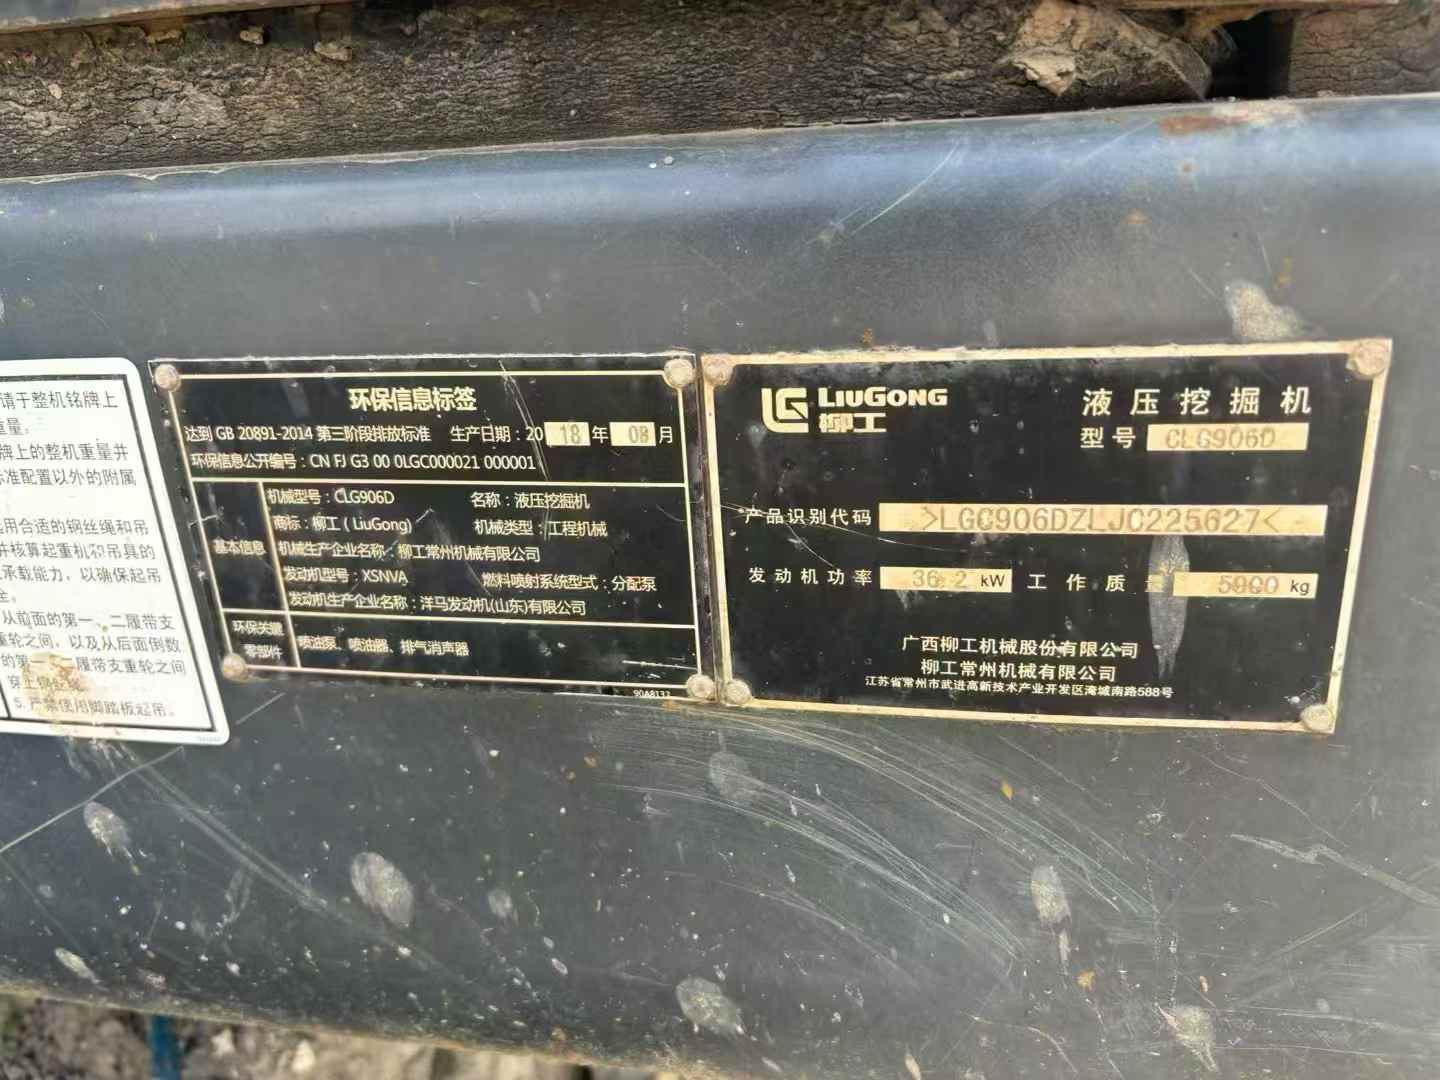 请于整机铭牌上
重量。
牌上的整机重量并
标准配置以外的附属
用合适的钢丝绳和吊
并核算起重机和吊具的
承载能力，以确保起吊
全。
从前面的第一、二履带支
重轮之间，以及从后面倒数
的第一、二履带支重轮之间
5.严禁使用脚踏板起吊。
环保信息标签
达到 GB 20891-2014 第三阶段排放标准 生产日期：20 18 年 08 月
环保信息公开编号：CN FJ G3 00 0LGC000021 000001
基本信息
机械型号：CLG906D 名称：液压挖掘机
商标：柳工（LiuGong） 机械类型：工程机械
机械生产企业名称：柳工常州机械有限公司
发动机型号：XSNVA 燃料喷射系统型式：分配泵
发动机生产企业名称：洋马发动机(山东)有限公司
环保关键
零部件
喷油泵、喷油器、排气消声器
90A8132
LIUGONG
柳工
液压挖掘机
型号 CLG906D
产品识别代码 >LGC906DZLJC225627<
发动机功率 36.2 kW 工作质量 5900 kg
广西柳工机械股份有限公司
柳工常州机械有限公司
江苏省常州市武进高新技术产业开发区淹城南路588号